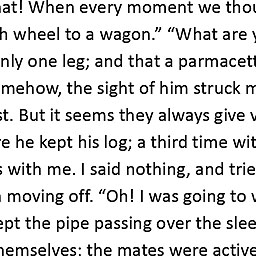 hat! When every moment we thou
h wheel to a wagon.” “What are y
nly one leg; and that a parmacett
mehow, the sight of him struck m
st. But it seems they always give v
e he kept his log; a third time wit
s with me. I said nothing, and trie
moving off. “Oh! I was going to w
ept the pipe passing over the slee
hemselves: the mates were active